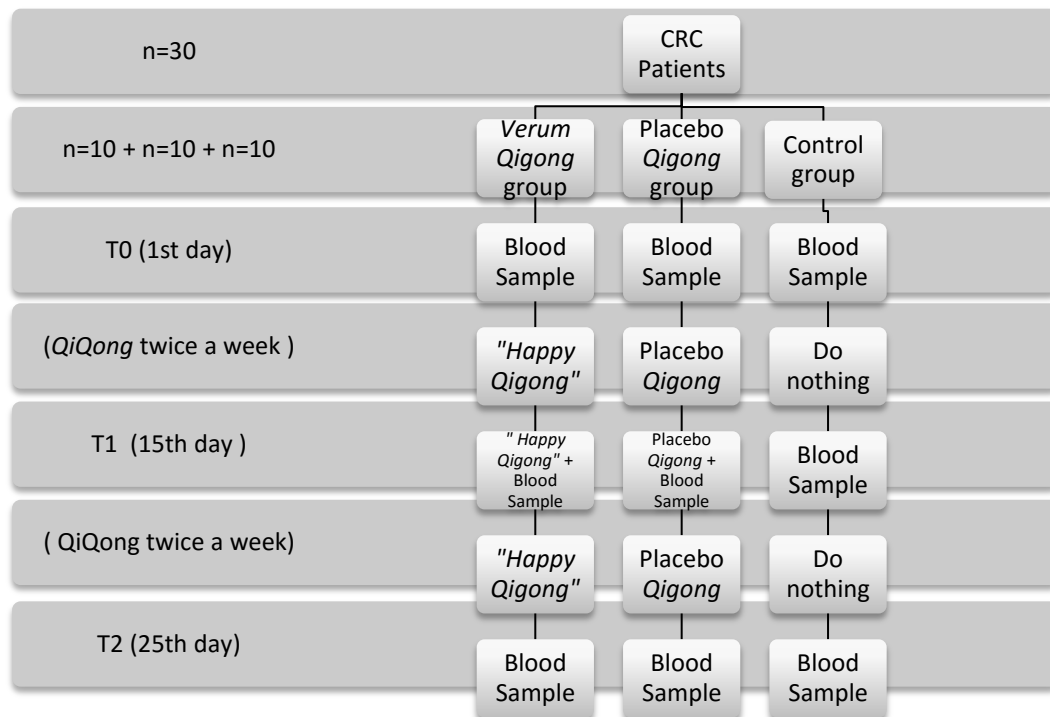 n=30
CRC
Patients
n=10 + n=10 + n=10
Verum
Qigong
group
Placebo
Qigong
group
Control
group
T0 (1st day)
Blood
Sample
Blood
Sample
Blood
Sample
(QiQong twice a week )
"Happy
Qigong"
Placebo
Qigong
Do
nothing
T1 (15th day )
" Happy
Qigong" +
Blood
Sample
Placebo
Qigong +
Blood
Sample
Blood
Sample
( QiQong twice a week)
"Happy
Qigong"
Placebo
Qigong
Do
nothing
T2 (25th day)
Blood
Sample
Blood
Sample
Blood
Sample